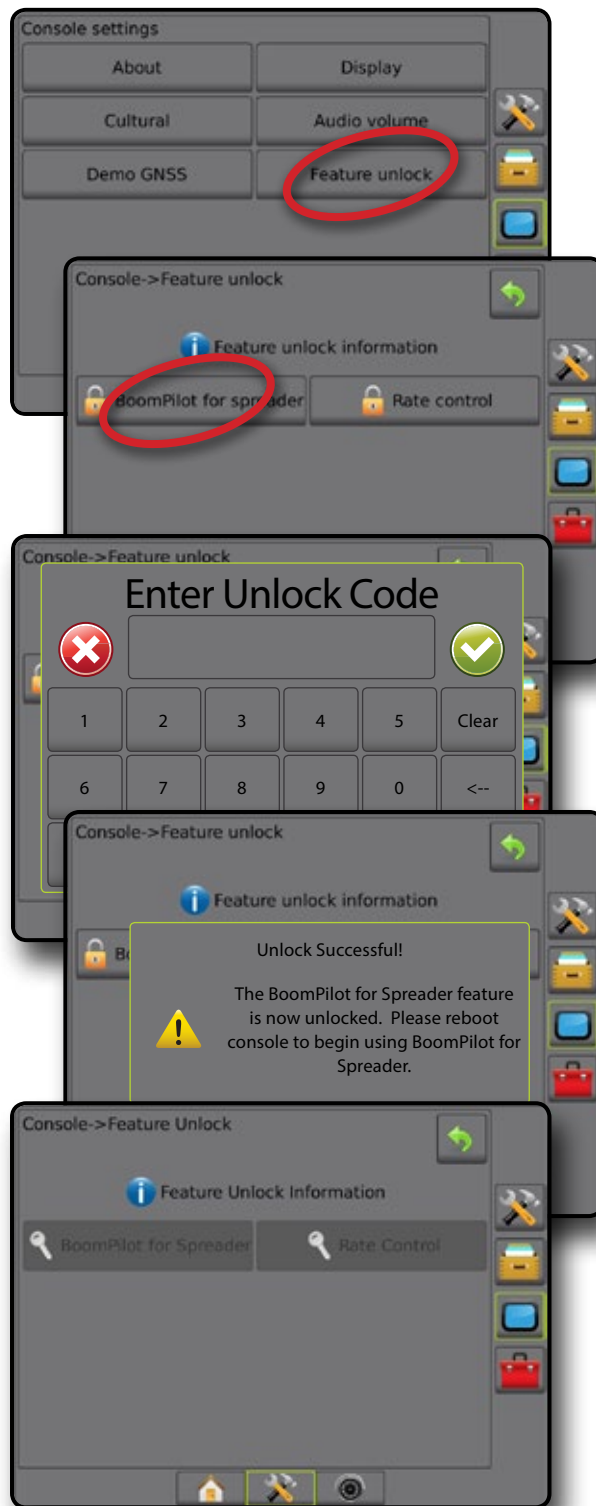 Console settings
About
Display
Cultural
Audio volume
Demo GNSS
Feature unlock
Console->Feature unlock
Feature unlock information
BoomPilot for spreader
Rate control
Console->Feature unlock
Enter Unlock Code
1 2 3 4 5 Clear
6 7 8 9 0 <--
Console->Feature unlock
Feature unlock information
B
Unlock Successful!
The BoomPilot for Spreader feature
is now unlocked. Please reboot
console to begin using BoomPilot for
Spreader.
Console->Feature Unlock
Feature Unlock Information
BoomPilot for Spreader
Rate Control